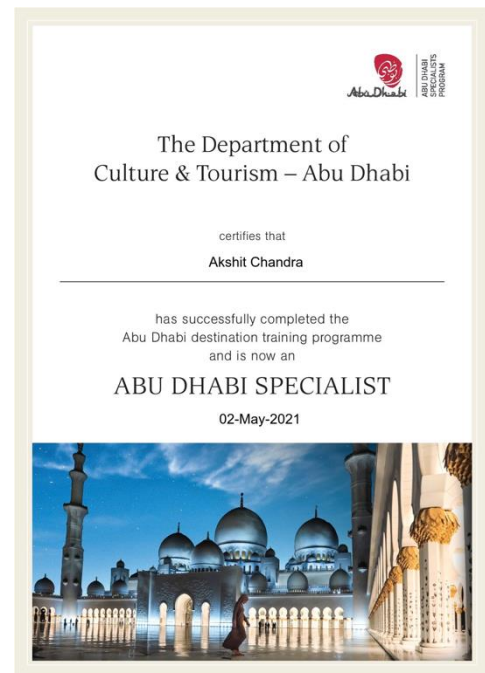 Abu Dhabi
ABU DHABI
SPECIALISTS
PROGRAM
The Department of
Culture & Tourism – Abu Dhabi
certifies that
Akshit Chandra
has successfully completed the
Abu Dhabi destination training programme
and is now an
ABU DHABI SPECIALIST
02-May-2021